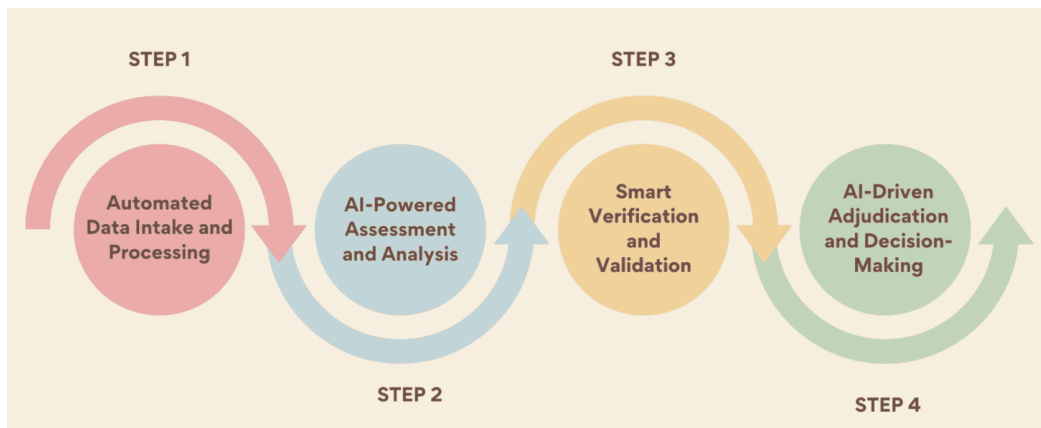 STEP 1
Automated
Data Intake and
Processing
AI-Powered
Assessment
and Analysis
STEP 2
STEP 3
Smart
Verification
and
Validation
AI-Driven
Adjudication
and Decision-
Making
STEP 4